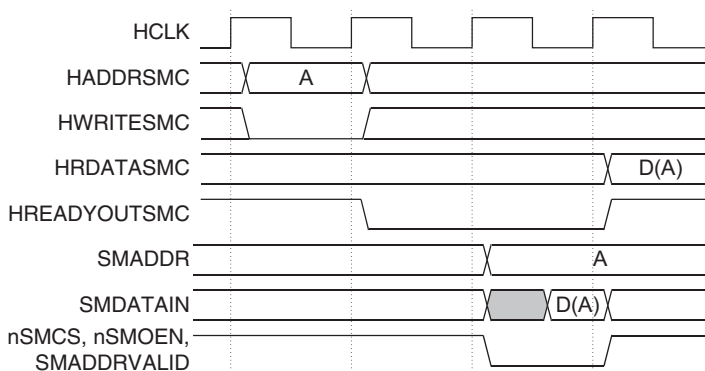 HCLK
HADDRSMC A
HWRITESMC
HRDATASMC D(A)
HREADYOUTSMC
SMADDR A
SMDATAIN D(A)
nSMCS, nSMOEN,
SMADDRVALID